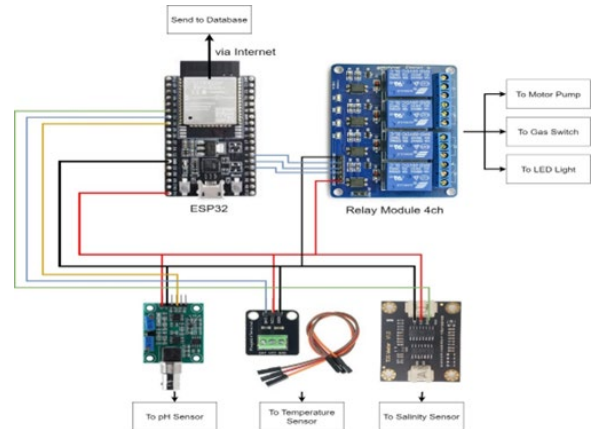 Send to Database
via Internet
To Motor Pump
To Gas Switch
To LED Light
ESP32
Relay Module 4ch
To pH Sensor
To Temperature
Sensor
To Salinity Sensor